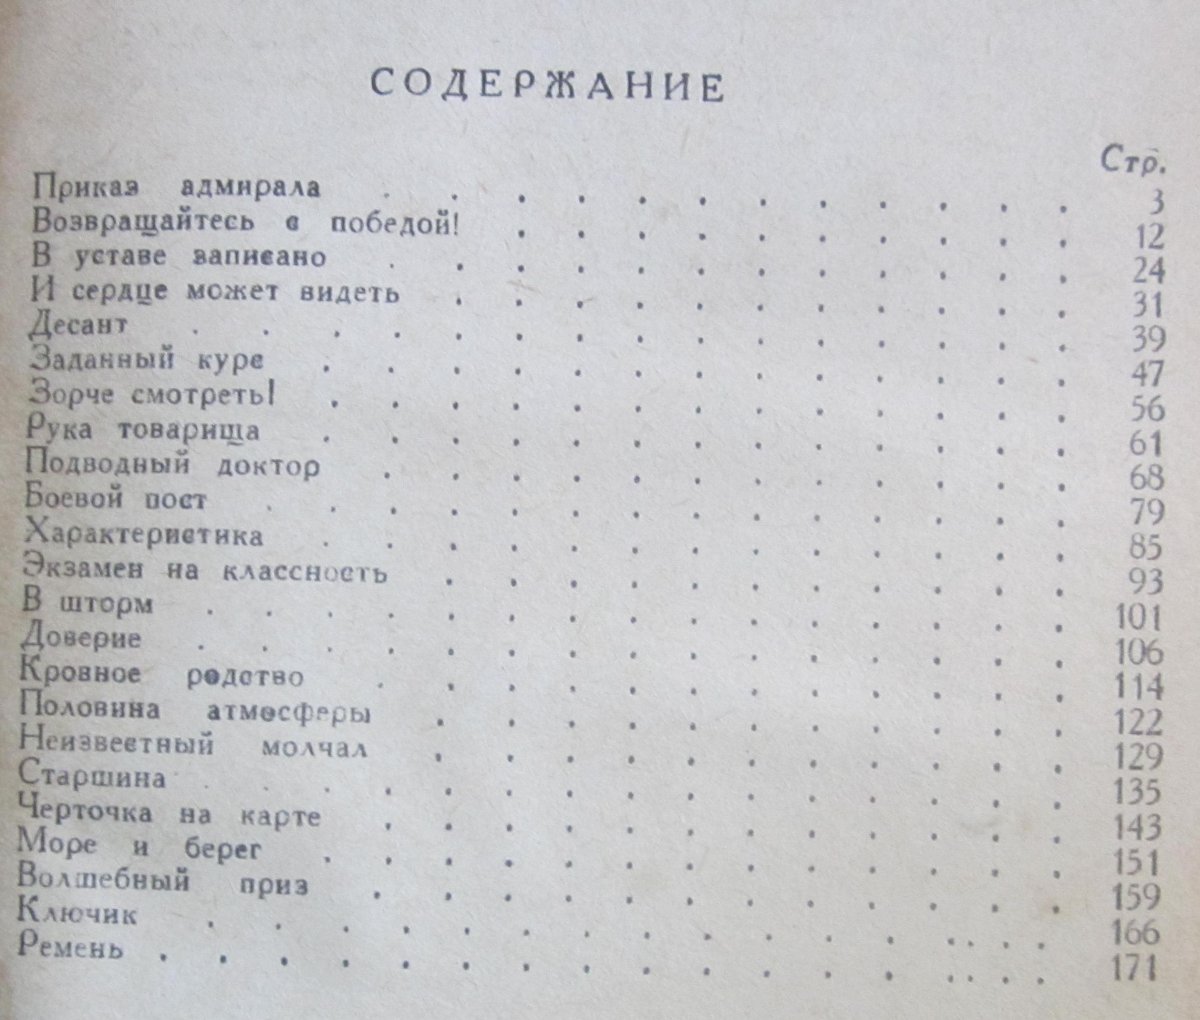 СОДЕРЖАНИЕ
Стр.
Приказ адмирала . . . . . . . . . . . . 3
Возвращайтесь с победой! . . . . . . . . . . 12
В уставе записано . . . . . . . . . . . . 24
И сердце может видеть . . . . . . . . . . . 31
Десант . . . . . . . . . . . . . . . 39
Заданный курс . . . . . . . . . . . . . 47
Зорче смотреть! . . . . . . . . . . . . . 56
Рука товарища . . . . . . . . . . . . . 61
Подводный доктор . . . . . . . . . . . . 68
Боевой пост . . . . . . . . . . . . . . 79
Характеристика . . . . . . . . . . . . . 85
Экзамен на классность . . . . . . . . . . . 93
В шторм . . . . . . . . . . . . . . . 101
Доверие . . . . . . . . . . . . . . . 106
Кровное родство . . . . . . . . . . . . 114
Половина атмосферы . . . . . . . . . . . 122
Неизвестный молчал . . . . . . . . . . . 129
Старшина . . . . . . . . . . . . . . . 135
Черточка на карте . . . . . . . . . . . . 143
Море и берег . . . . . . . . . . . . . 151
Волшебный приз . . . . . . . . . . . . 159
Ключик . . . . . . . . . . . . . . . . 166
Ремень . . . . . . . . . . . . . . . . 171